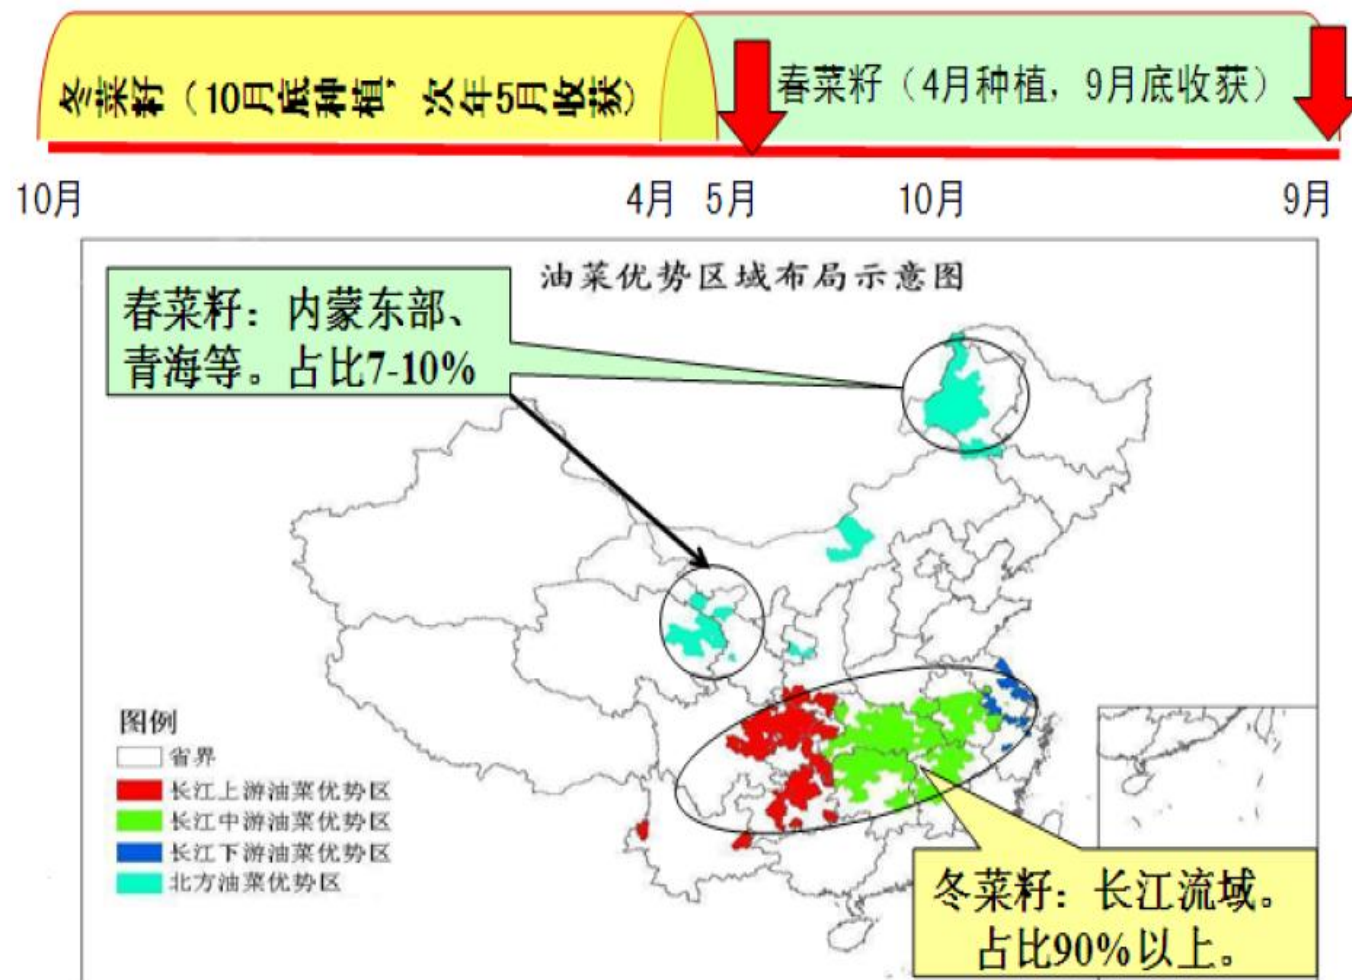 冬菜籽（10月底种植，次年5月收获）
春菜籽（4月种植，9月底收获）
10月 4月 5月 10月 9月
油菜优势区域布局示意图
春菜籽：内蒙东部、
青海等。占比7-10%
图例
省界
长江上游油菜优势区
长江中游油菜优势区
长江下游油菜优势区
北方油菜优势区
冬菜籽：长江流域。
占比90%以上。